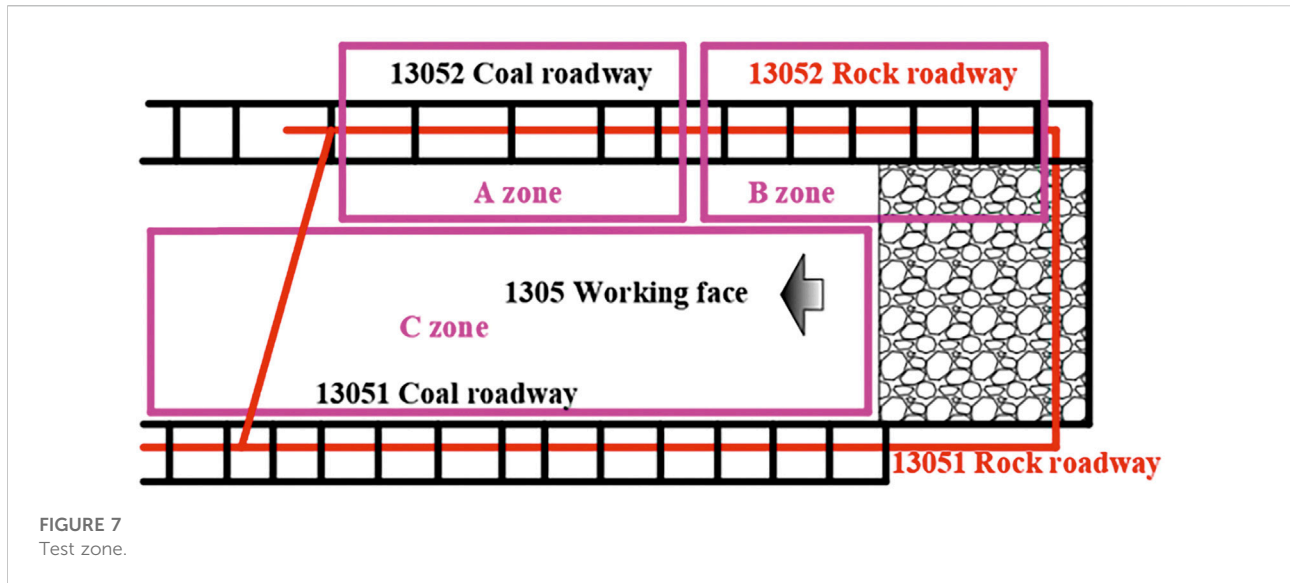 13052 Coal roadway
13052 Rock roadway
A zone
B zone
1305 Working face
C zone
13051 Coal roadway
13051 Rock roadway
FIGURE 7
Test zone.